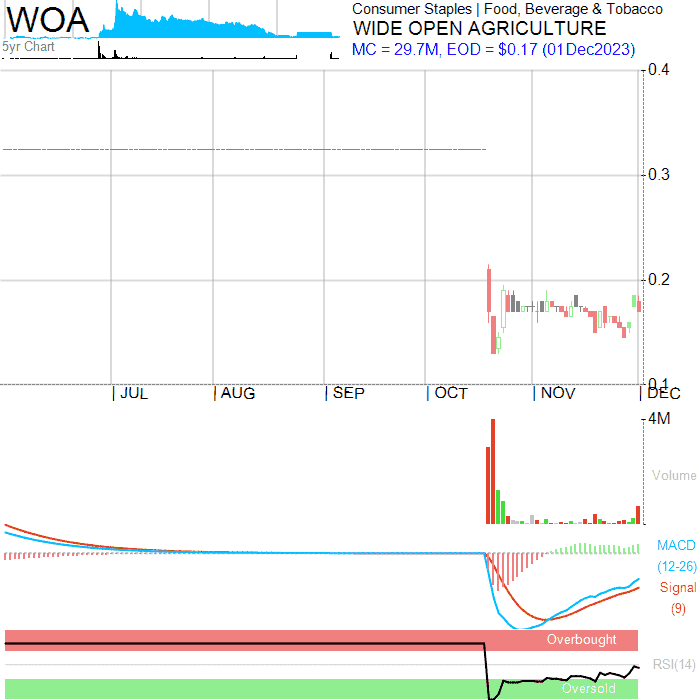 WOA
5yr Chart
Consumer Staples | Food, Beverage & Tobacco
WIDE OPEN AGRICULTURE
MC = 29.7M, EOD = $0.17 (01Dec2023)
0.4
0.3
0.2
0.1
JUL AUG SEP OCT NOV DEC
4M
Volume
MACD
(12-26)
Signal
(9)
Overbought
RSI(14)
Oversold